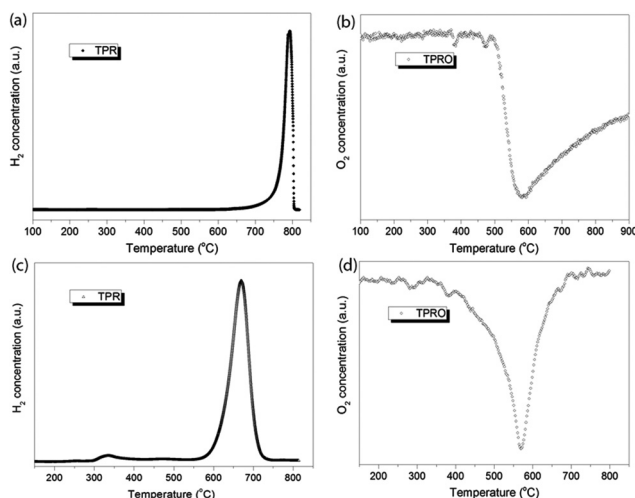 (a)
TPR
H2 concentration (a.u.)
100 200 300 400 500 600 700 800 900
Temperature (°C)
(b)
TPRO
O2 concentration (a.u.)
100 200 300 400 500 600 700 800 900
Temperature (°C)
(c)
TPR
H2 concentration (a.u.)
200 300 400 500 600 700 800
Temperature (°C)
(d)
TPRO
O2 concentration (a.u.)
200 300 400 500 600 700 800
Temperature (°C)